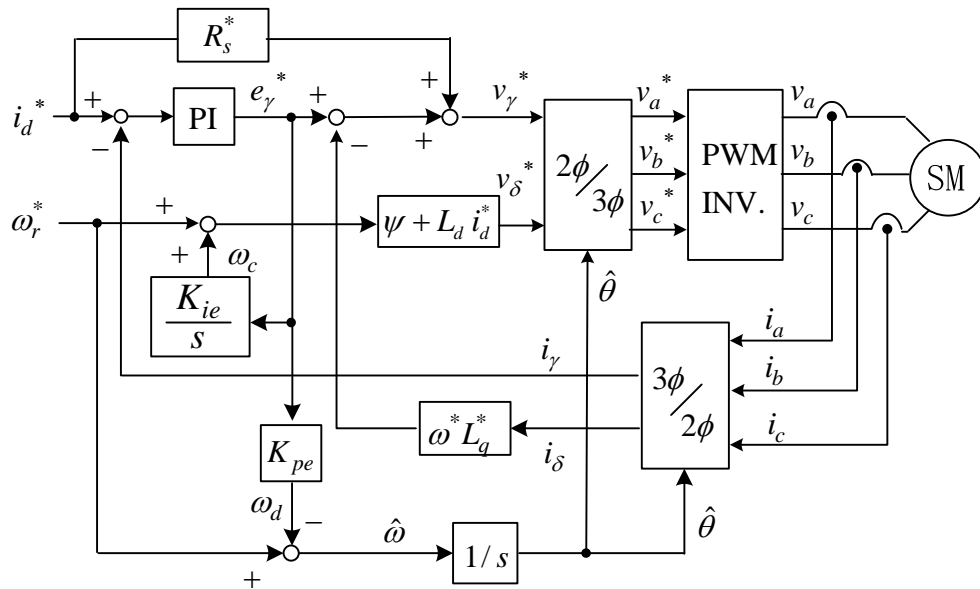 R_s^*
i_d^*
+
−
PI
e_γ^*
+
−
+
+
v_γ^*
2ϕ/3ϕ
v_a^*
v_b^*
v_c^*
PWM
INV.
v_a
v_b
v_c
SM
v_δ^*
ω_r^*
+
+
ω_c
ψ + L_d i_d^*
K_ie/s
θ̂
i_γ
i_a
i_b
i_c
3ϕ/2ϕ
ω^* L_q^*
i_δ
K_pe
ω_d
−
+
ω̂
1/s
θ̂